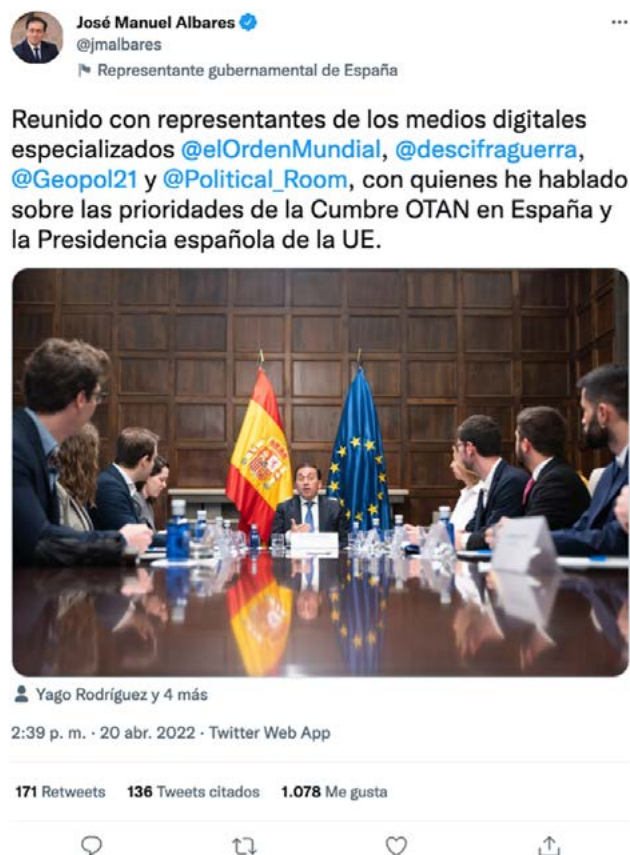 José Manuel Albares
@jmalbares
Representante gubernamental de España
Reunido con representantes de los medios digitales
especializados @elOrdenMundial, @descifraguerra,
@Geopol21 y @Political_Room, con quienes he hablado
sobre las prioridades de la Cumbre OTAN en España y
la Presidencia española de la UE.
Yago Rodríguez y 4 más
2:39 p. m. · 20 abr. 2022 · Twitter Web App
171 Retweets 136 Tweets citados 1.078 Me gusta